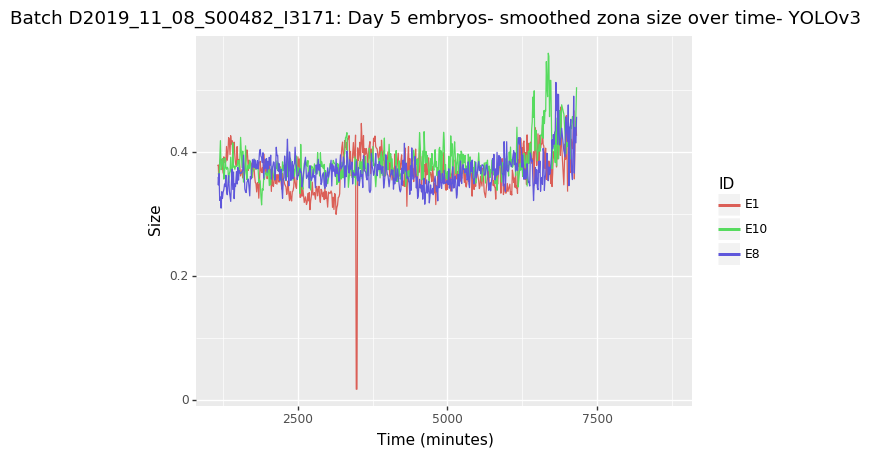 Batch D2019_11_08_S00482_I3171: Day 5 embryos- smoothed zona size over time- YOLOv3
0.4
0.2
0
Size
2500
5000
7500
Time (minutes)
ID
E1
E10
E8